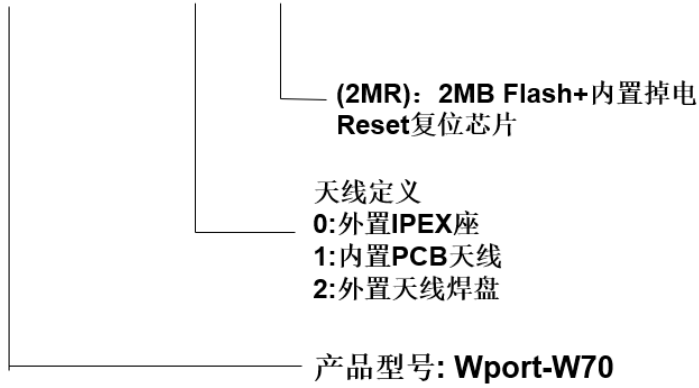 (2MR)：2MB Flash+内置掉电
Reset复位芯片
天线定义
0:外置IPEX座
1:内置PCB天线
2:外置天线焊盘
产品型号: Wport-W70